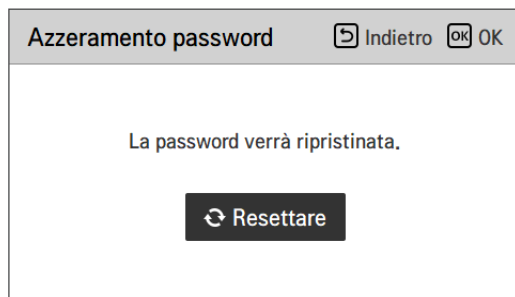 Azzeramento password Indietro OK OK
La password verrà ripristinata.
Resettare